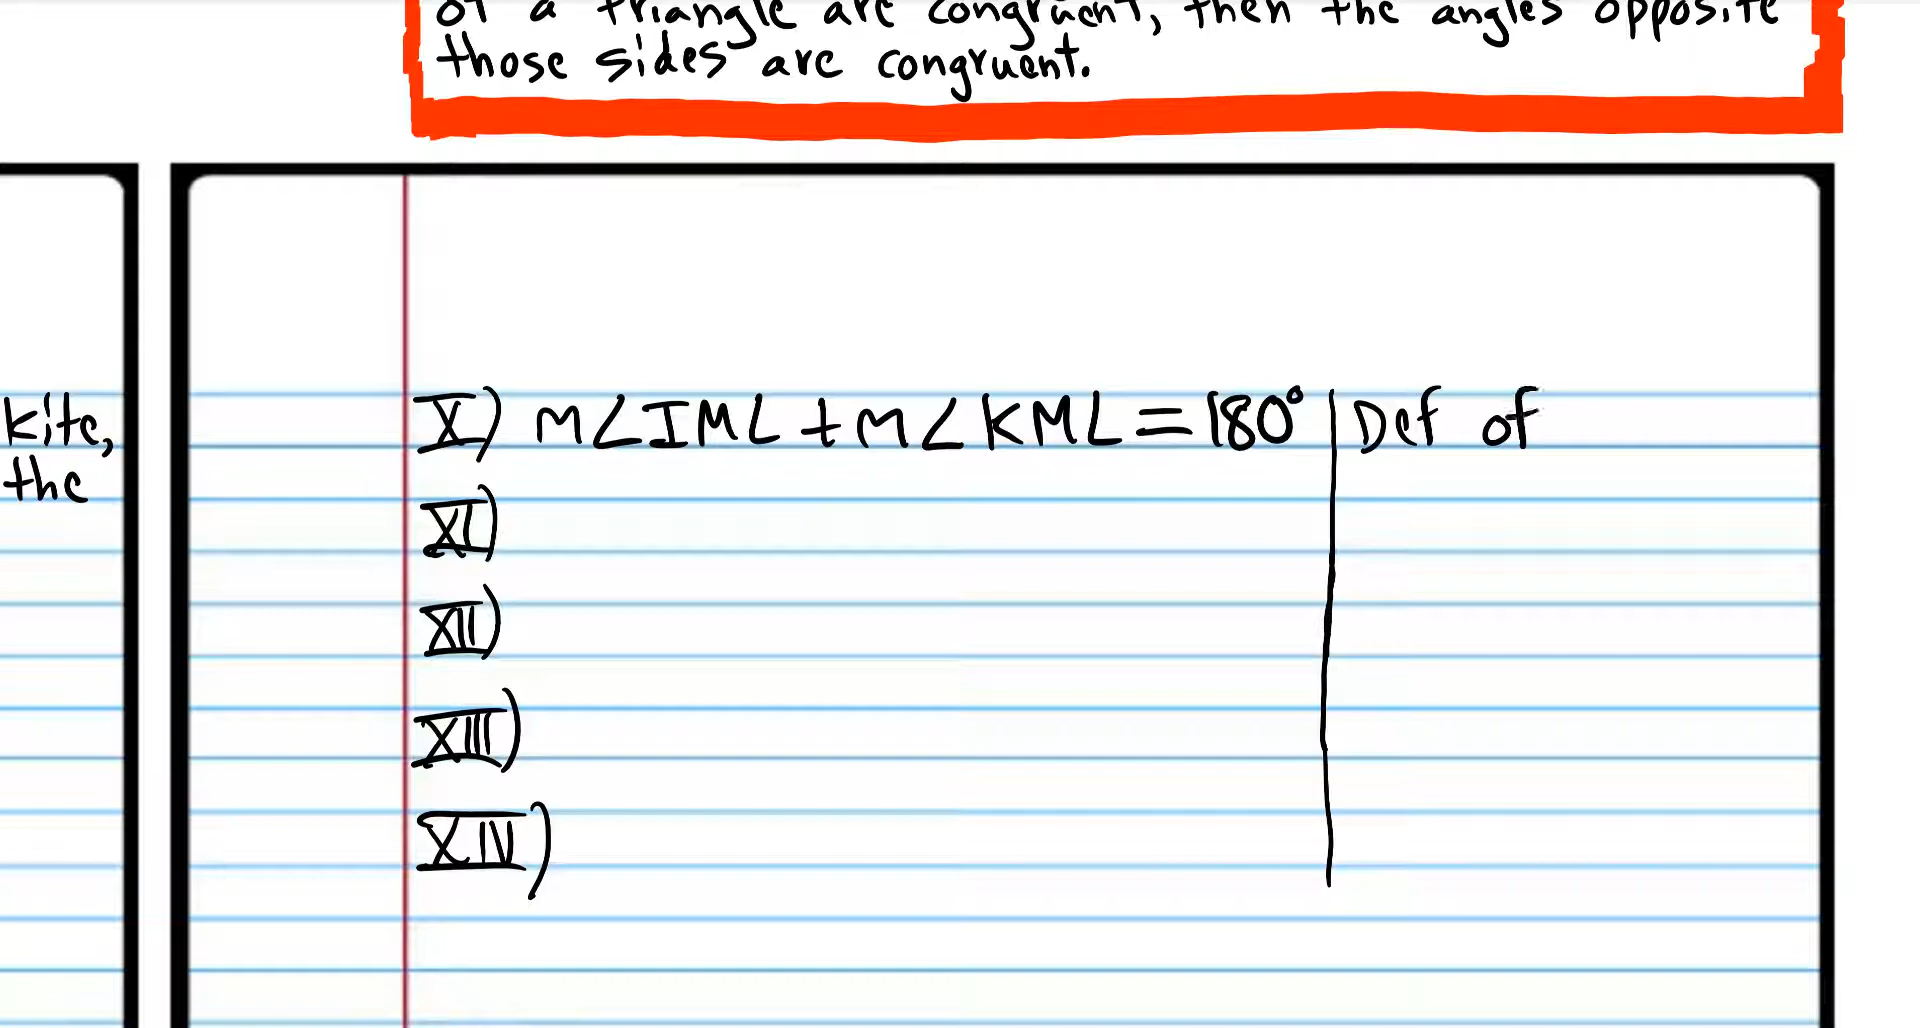 of a triangle are congruent, then the angles opposite
those sides are congruent.
kite,
the
X) m∠IML + m∠KML = 180° | Def of
XI)
XII)
XIII)
XIV)